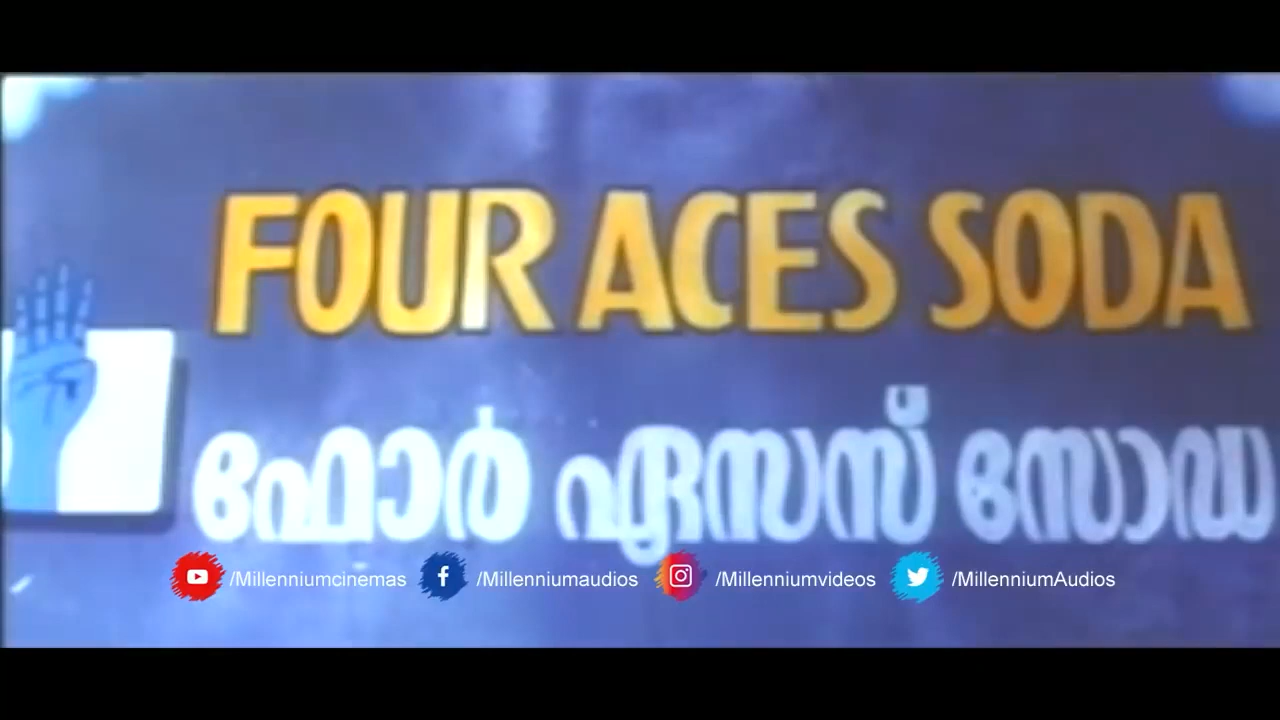 FOUR ACES SODA
ഫോർ ഏസസ് സോഡ
/Millenniumcinemas /Millenniumaudios /Millenniumvideos /MillenniumAudios